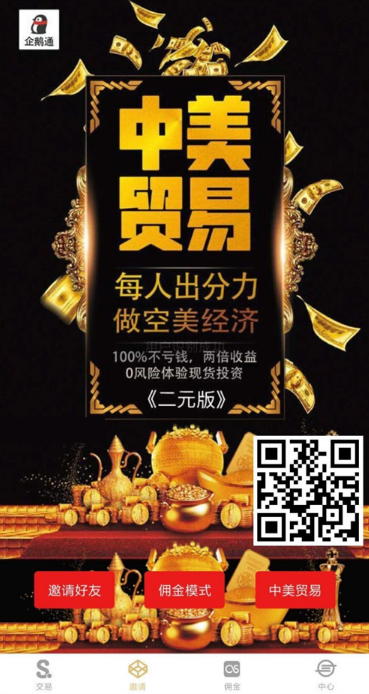 企鹅通
中美
贸易
每人出分力
做空美经济
100%不亏钱，两倍收益
0风险体验现货投资
《二元版》
邀请好友
佣金模式
中美贸易
交易
邀请
佣金
中心